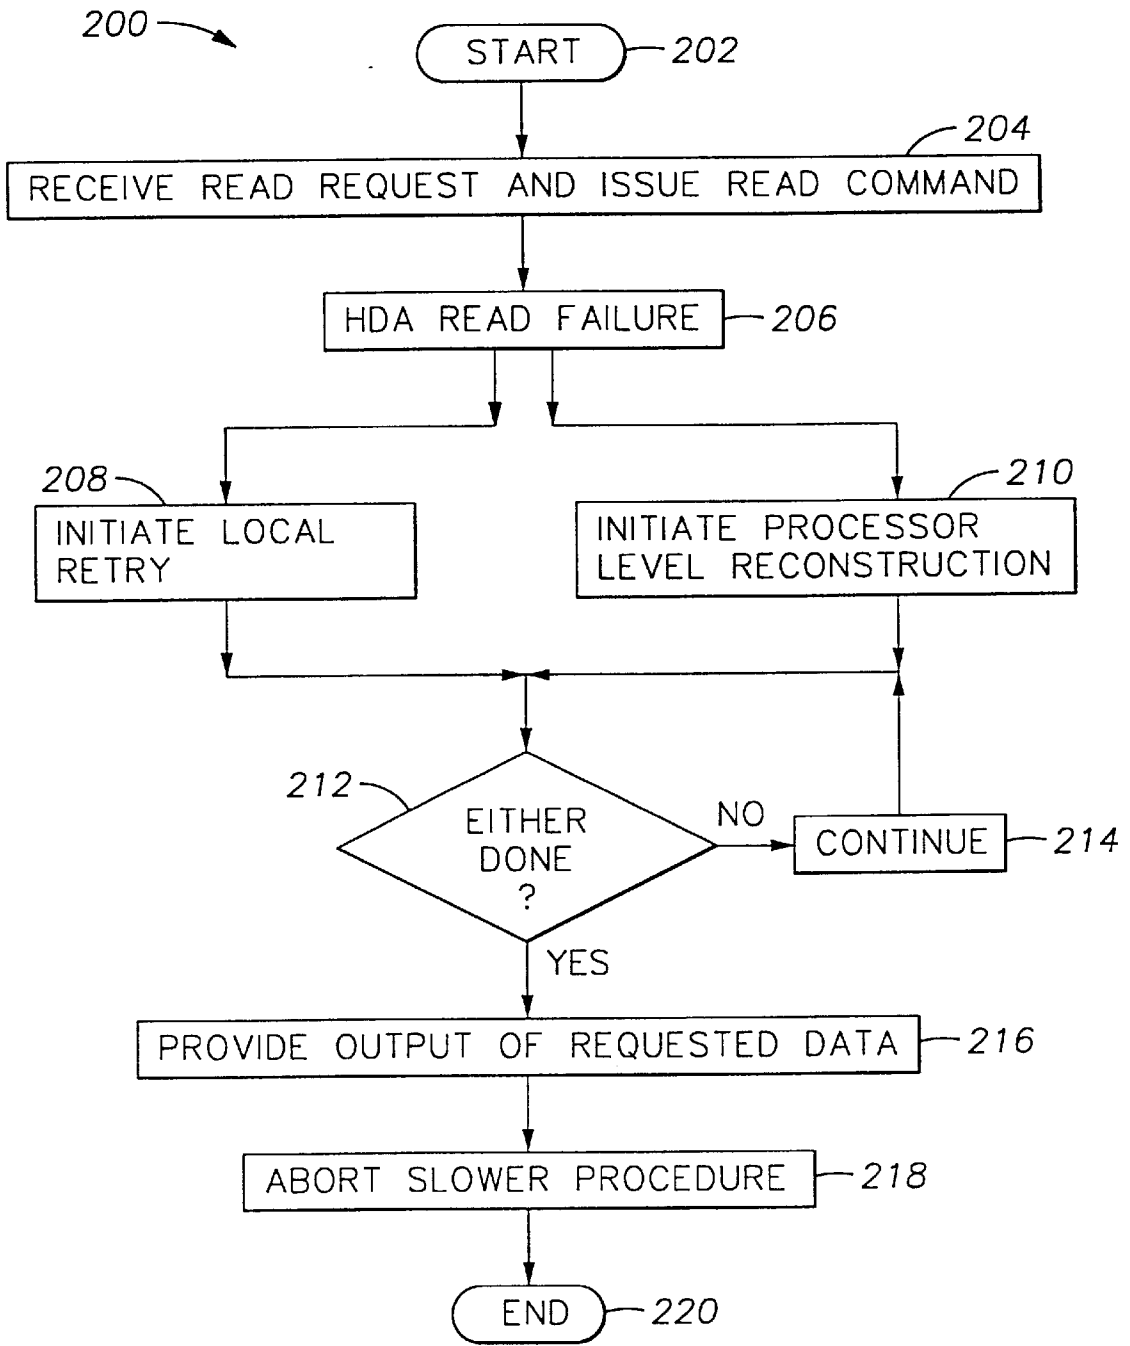 200
START
202
204
RECEIVE READ REQUEST AND ISSUE READ COMMAND
HDA READ FAILURE
206
208
210
INITIATE LOCAL
RETRY
INITIATE PROCESSOR
LEVEL RECONSTRUCTION
212
EITHER
DONE
?
NO
CONTINUE
214
YES
PROVIDE OUTPUT OF REQUESTED DATA
216
ABORT SLOWER PROCEDURE
218
END
220